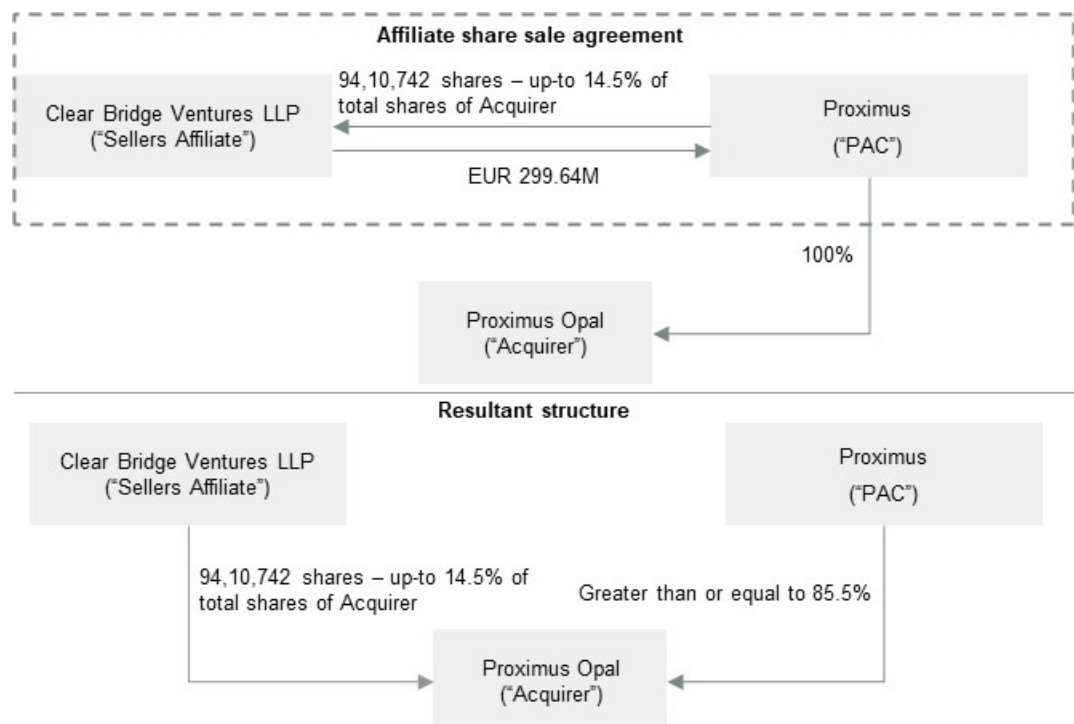 Affiliate share sale agreement
94,10,742 shares – up-to 14.5% of
total shares of Acquirer
Clear Bridge Ventures LLP
(“Sellers Affiliate”)
Proximus
(“PAC”)
EUR 299.64M
100%
Proximus Opal
(“Acquirer”)
Resultant structure
Clear Bridge Ventures LLP
(“Sellers Affiliate”)
Proximus
(“PAC”)
94,10,742 shares – up-to 14.5% of
total shares of Acquirer
Greater than or equal to 85.5%
Proximus Opal
(“Acquirer”)